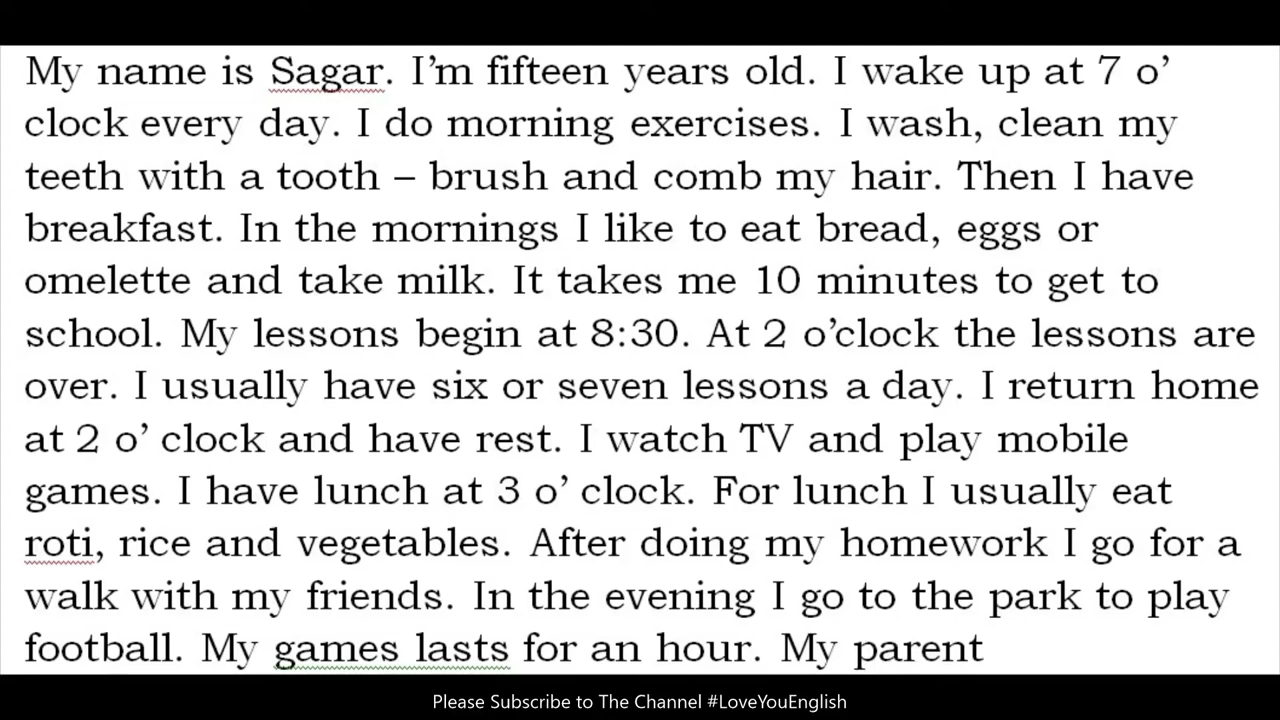 My name is Sagar. I'm fifteen years old. I wake up at 7 o'
clock every day. I do morning exercises. I wash, clean my
teeth with a tooth – brush and comb my hair. Then I have
breakfast. In the mornings I like to eat bread, eggs or
omelette and take milk. It takes me 10 minutes to get to
school. My lessons begin at 8:30. At 2 o’clock the lessons are
over. I usually have six or seven lessons a day. I return home
at 2 o’ clock and have rest. I watch TV and play mobile
games. I have lunch at 3 o’ clock. For lunch I usually eat
roti, rice and vegetables. After doing my homework I go for a
walk with my friends. In the evening I go to the park to play
football. My games lasts for an hour. My parent
Please Subscribe to The Channel #LoveYouEnglish